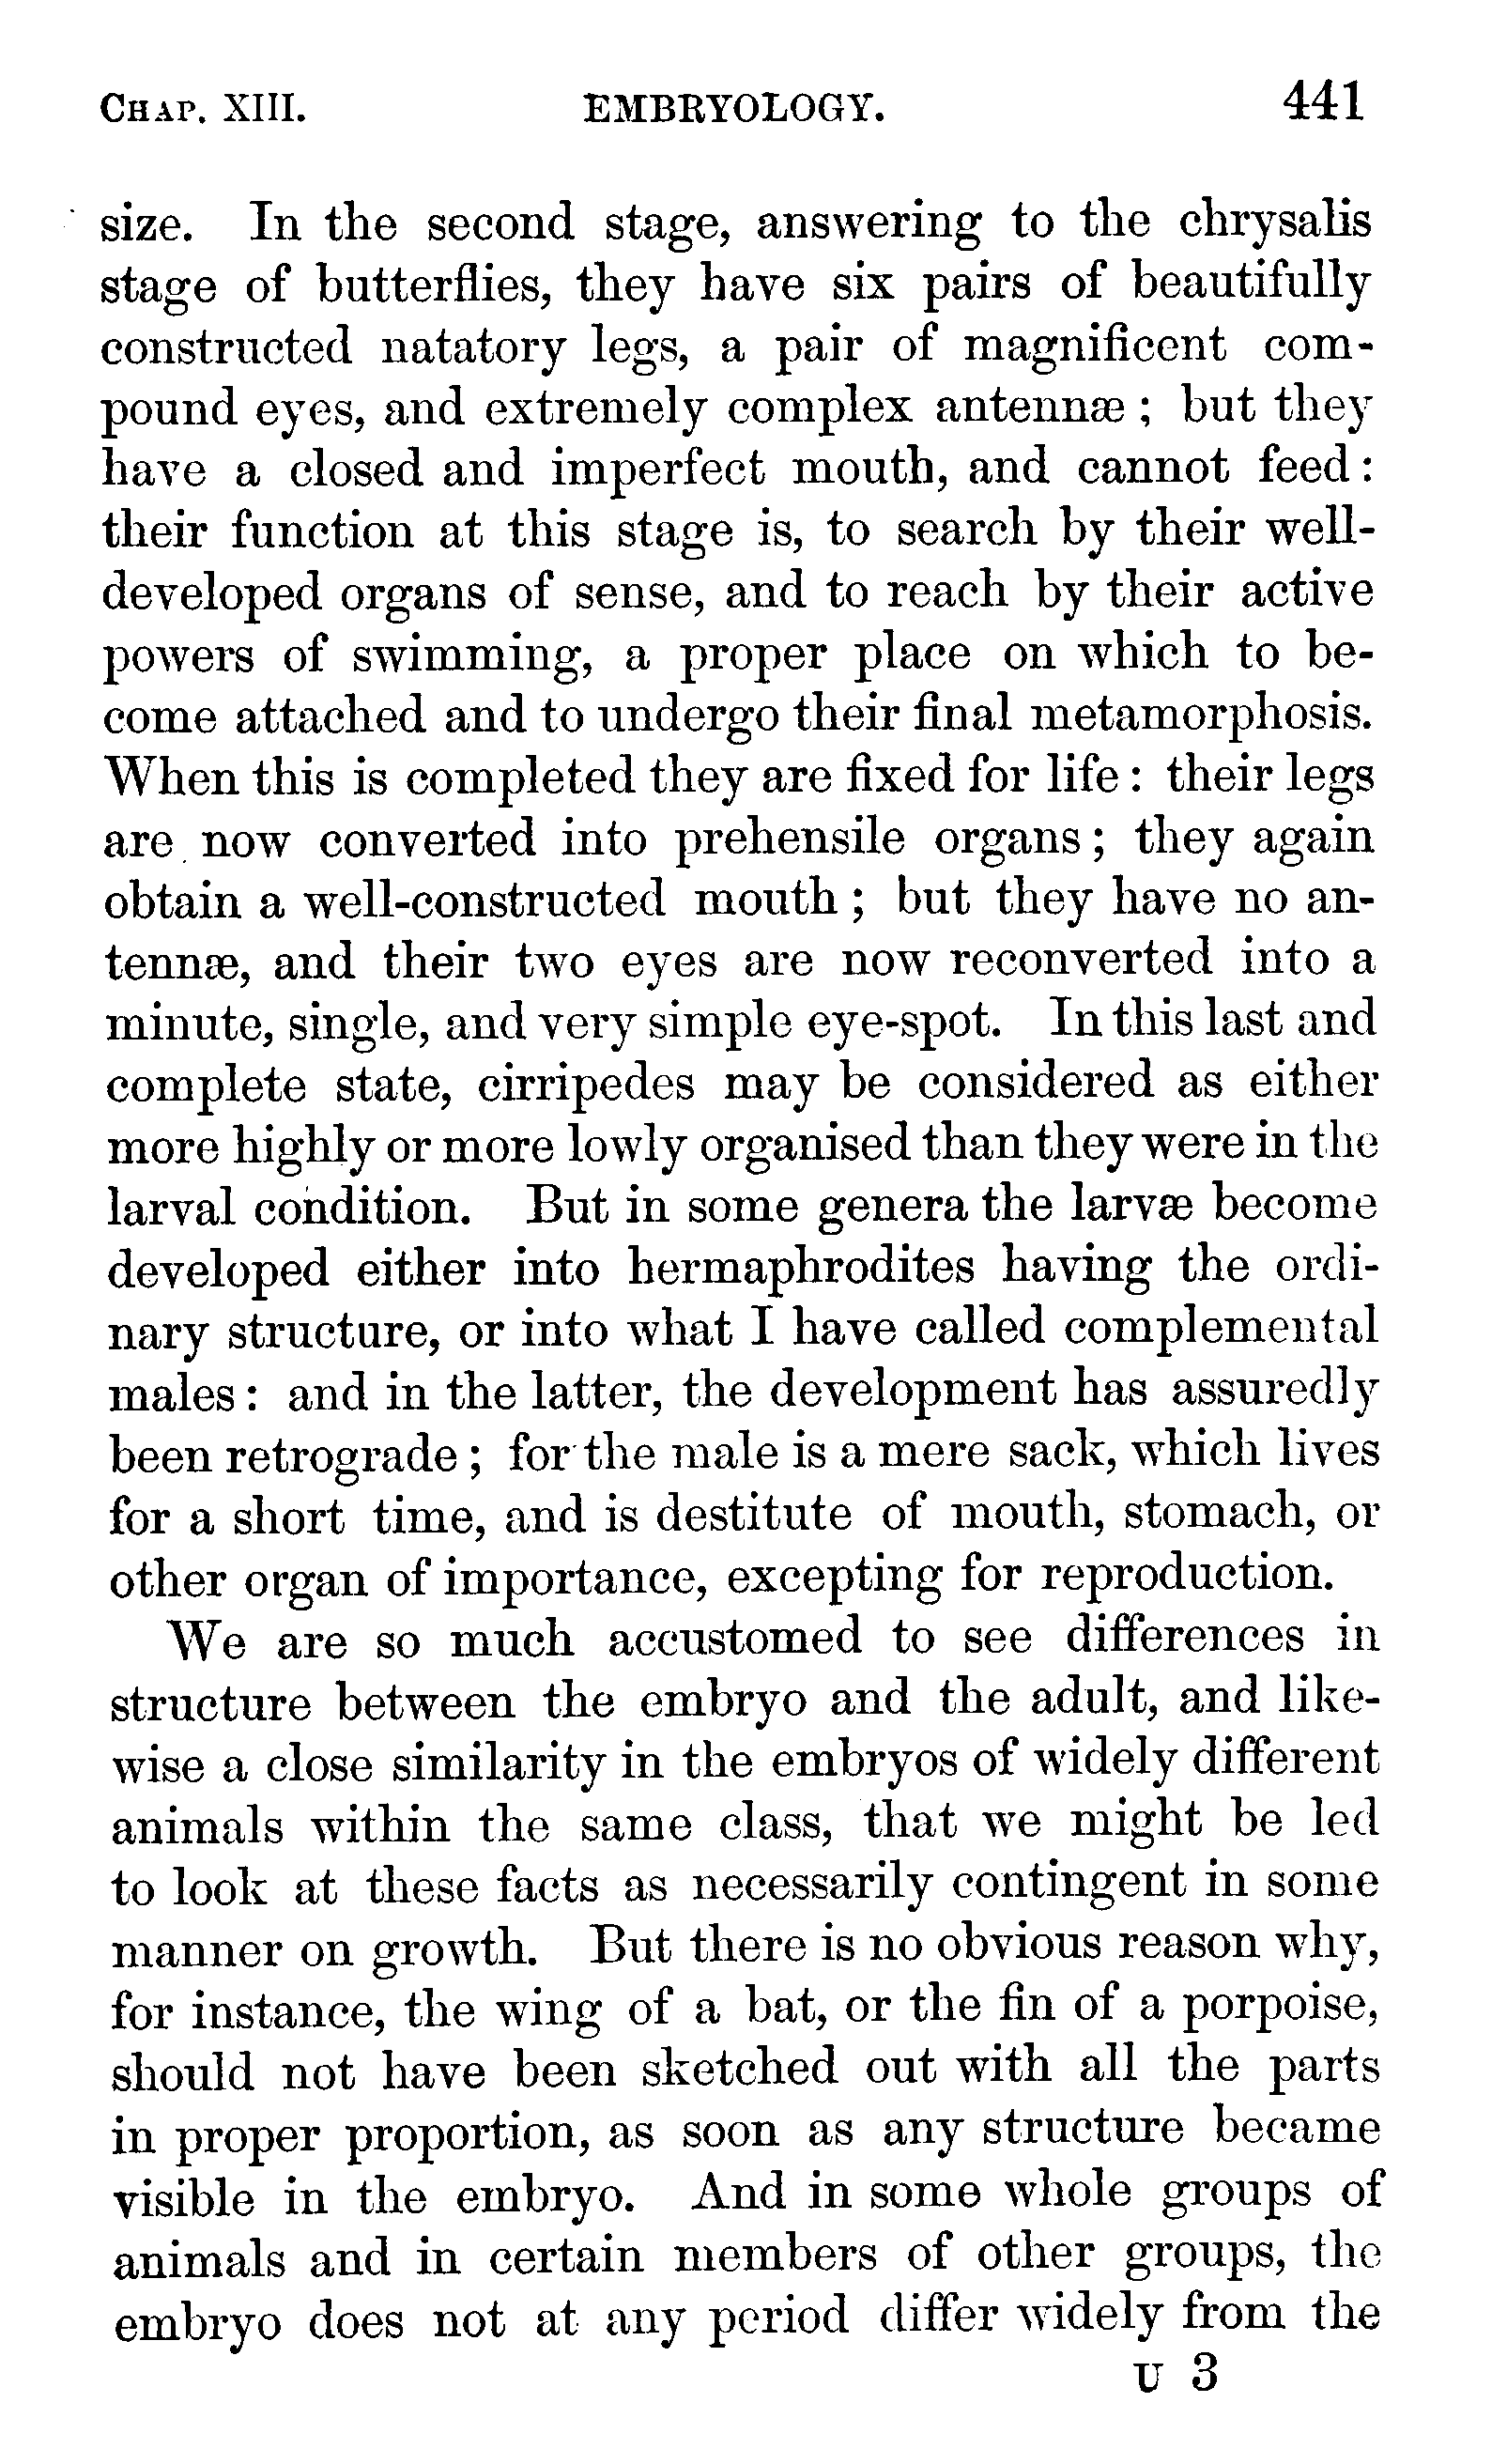 CHAP. XIII. EMBRYOLOGY. 441
size. In the second stage, answering to the chrysalis
stage of butterflies, they have six pairs of beautifully
constructed natatory legs, a pair of magnificent com-
pound eyes, and extremely complex antennæ; but they
have a closed and imperfect mouth, and cannot feed:
their function at this stage is, to search by their well-
developed organs of sense, and to reach by their active
powers of swimming, a proper place on which to be-
come attached and to undergo their final metamorphosis.
When this is completed they are fixed for life: their legs
are now converted into prehensile organs; they again
obtain a well-constructed mouth; but they have no an-
tennæ, and their two eyes are now reconverted into a
minute, single, and very simple eye-spot. In this last and
complete state, cirripedes may be considered as either
more highly or more lowly organised than they were in the
larval condition. But in some genera the larvæ become
developed either into hermaphrodites having the ordi-
nary structure, or into what I have called complemental
males: and in the latter, the development has assuredly
been retrograde; for the male is a mere sack, which lives
for a short time, and is destitute of mouth, stomach, or
other organ of importance, excepting for reproduction.
We are so much accustomed to see differences in
structure between the embryo and the adult, and like-
wise a close similarity in the embryos of widely different
animals within the same class, that we might be led
to look at these facts as necessarily contingent in some
manner on growth. But there is no obvious reason why,
for instance, the wing of a bat, or the fin of a porpoise,
should not have been sketched out with all the parts
in proper proportion, as soon as any structure became
visible in the embryo. And in some whole groups of
animals and in certain members of other groups, the
embryo does not at any period differ widely from the
U 3